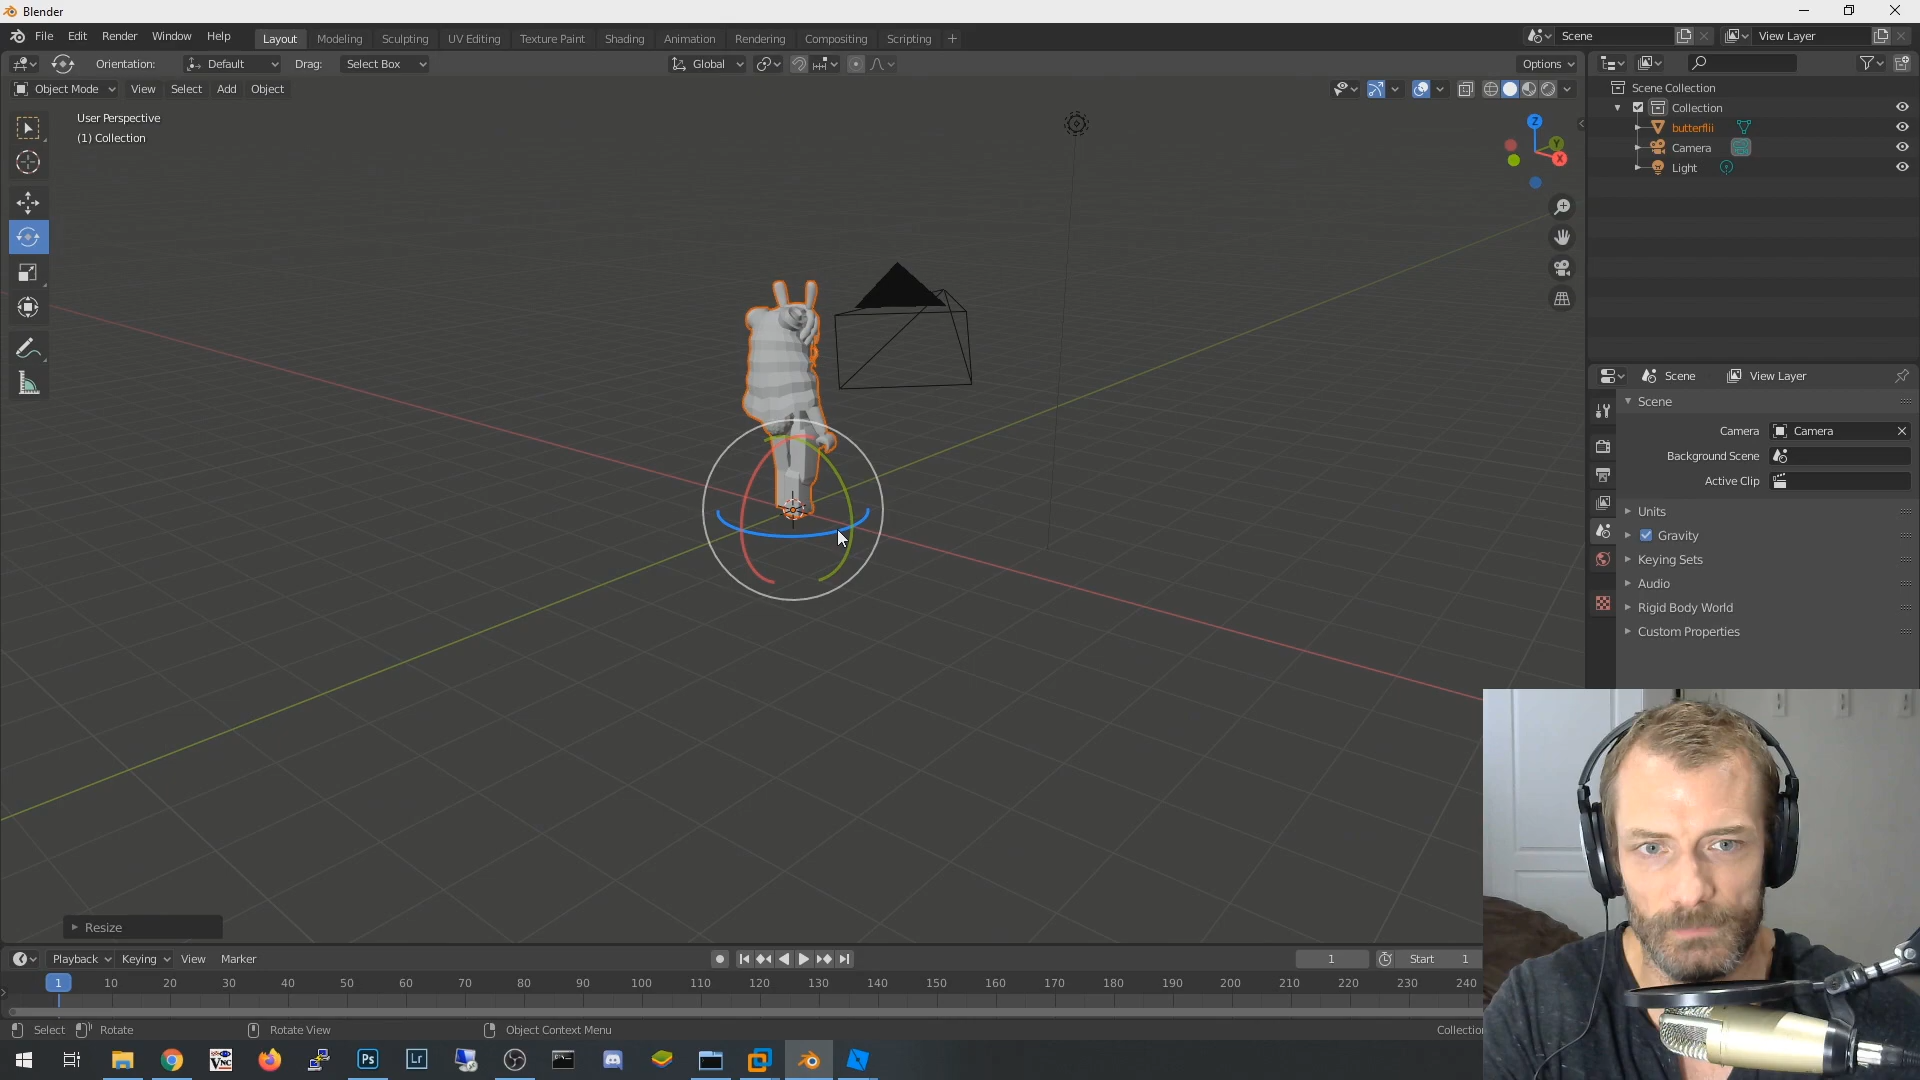 Blender
File Edit Render Window Help
Layout Modeling Sculpting UV Editing Texture Paint Shading Animation Rendering Compositing Scripting +
Scene
View Layer
Orientation: Default Drag: Select Box
Global
Options
Object Mode View Select Add Object
User Perspective
(1) Collection
Z
Y
X
Scene Collection
Collection
butterflii
Camera
Light
Scene View Layer
Scene
Camera Camera
Background Scene
Active Clip
Units
Gravity
Keying Sets
Audio
Rigid Body World
Custom Properties
Resize
Playback Keying View Marker
1 Start 1
1 10 20 30 40 50 60 70 80 90 100 110 120 130 140 150 160 170 180 190 200 210 220 230 240
Select Rotate Rotate View Object Context Menu Collection
VNC Ps Lr